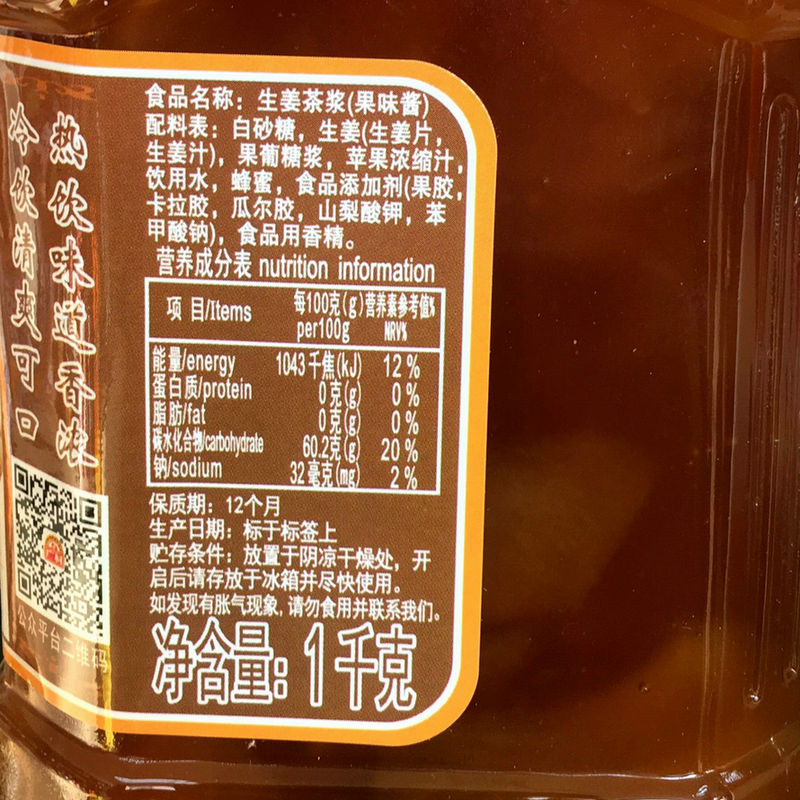 热饮味道香浓
冷饮清爽可口
公众平台二维码
食品名称：生姜茶浆(果味酱)
配料表：白砂糖，生姜(生姜片，
生姜汁)，果葡糖浆，苹果浓缩汁，
饮用水，蜂蜜，食品添加剂(果胶，
卡拉胶，瓜尔胶，山梨酸钾，苯
甲酸钠)，食品用香精。
营养成分表 nutrition information
项 目/Items 每100克(g) 营养素参考值%
per100g NRV%
能量/energy 1043千焦(kJ) 12%
蛋白质/protein 0克(g) 0%
脂肪/fat 0克(g) 0%
碳水化合物/carbohydrate 60.2克(g) 20%
钠/sodium 32毫克(mg) 2%
保质期：12个月
生产日期：标于标签上
贮存条件：放置于阴凉干燥处，开
启后请存放于冰箱并尽快使用。
如发现有胀气现象,请勿食用并联系我们。
净含量:1千克